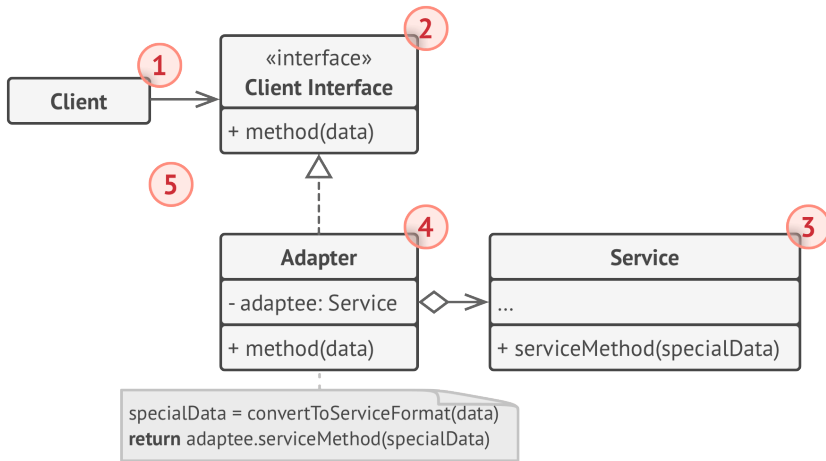 1
Client
2
«interface»
Client Interface
+ method(data)
5
4
Adapter
- adaptee: Service
+ method(data)
3
Service
...
+ serviceMethod(specialData)
specialData = convertToServiceFormat(data)
return adaptee.serviceMethod(specialData)